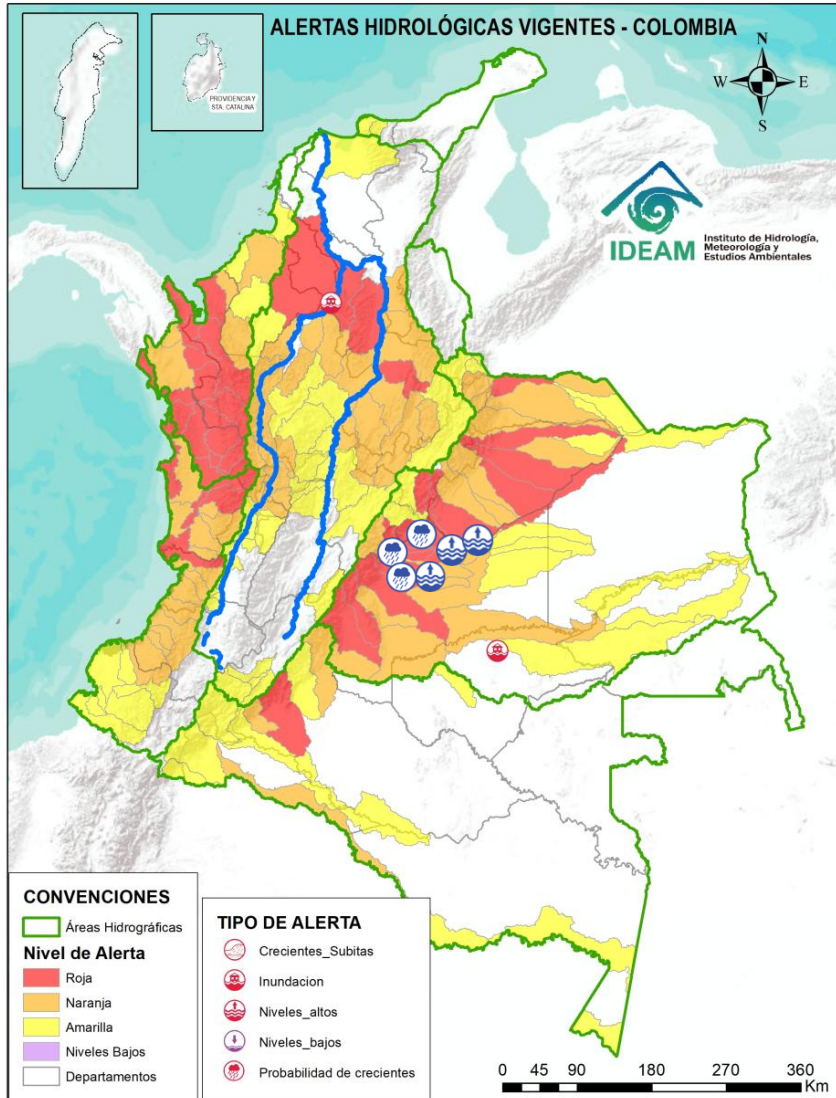 ALERTAS HIDROLÓGICAS VIGENTES - COLOMBIA
PROVIDENCIA Y
STA. CATALINA
N
W
E
S
IDEAM
Instituto de Hidrología,
Meteorología y
Estudios Ambientales
CONVENCIONES
Áreas Hidrográficas
Nivel de Alerta
Roja
Naranja
Amarilla
Niveles Bajos
Departamentos
TIPO DE ALERTA
Crecientes_Subitas
Inundacion
Niveles_altos
Niveles_bajos
Probabilidad de crecientes
0 45 90 180 270 360
Km